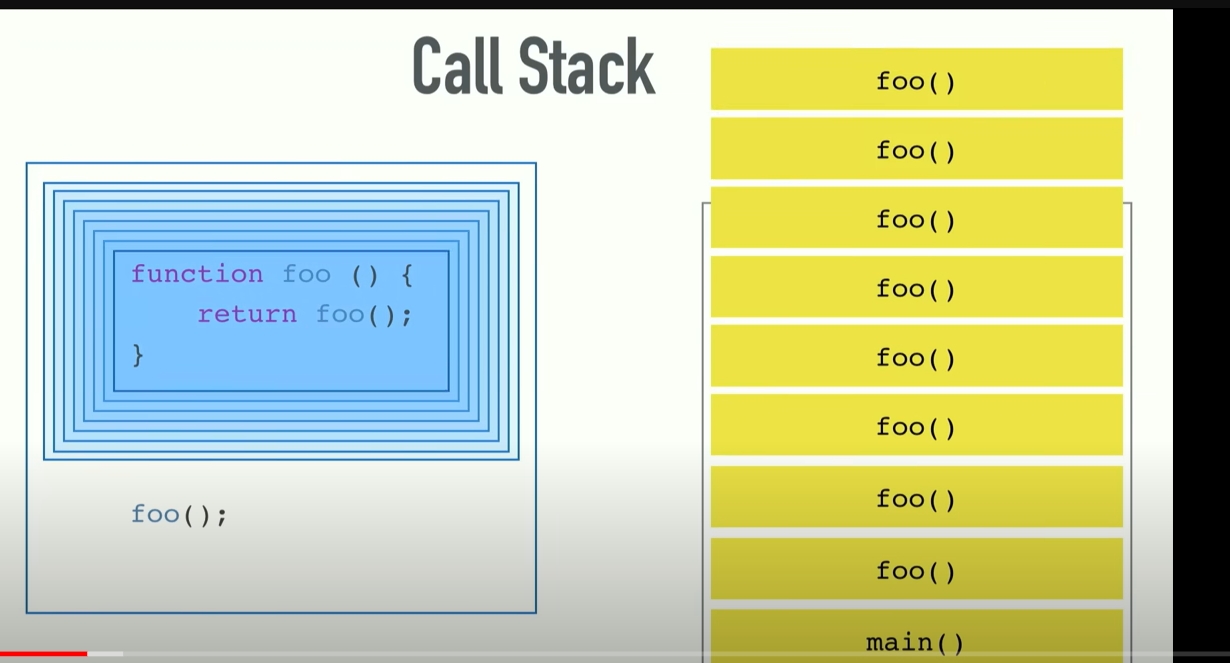 Call Stack
function foo () {
    return foo();
}
foo();
foo()
foo()
foo()
foo()
foo()
foo()
foo()
foo()
main()